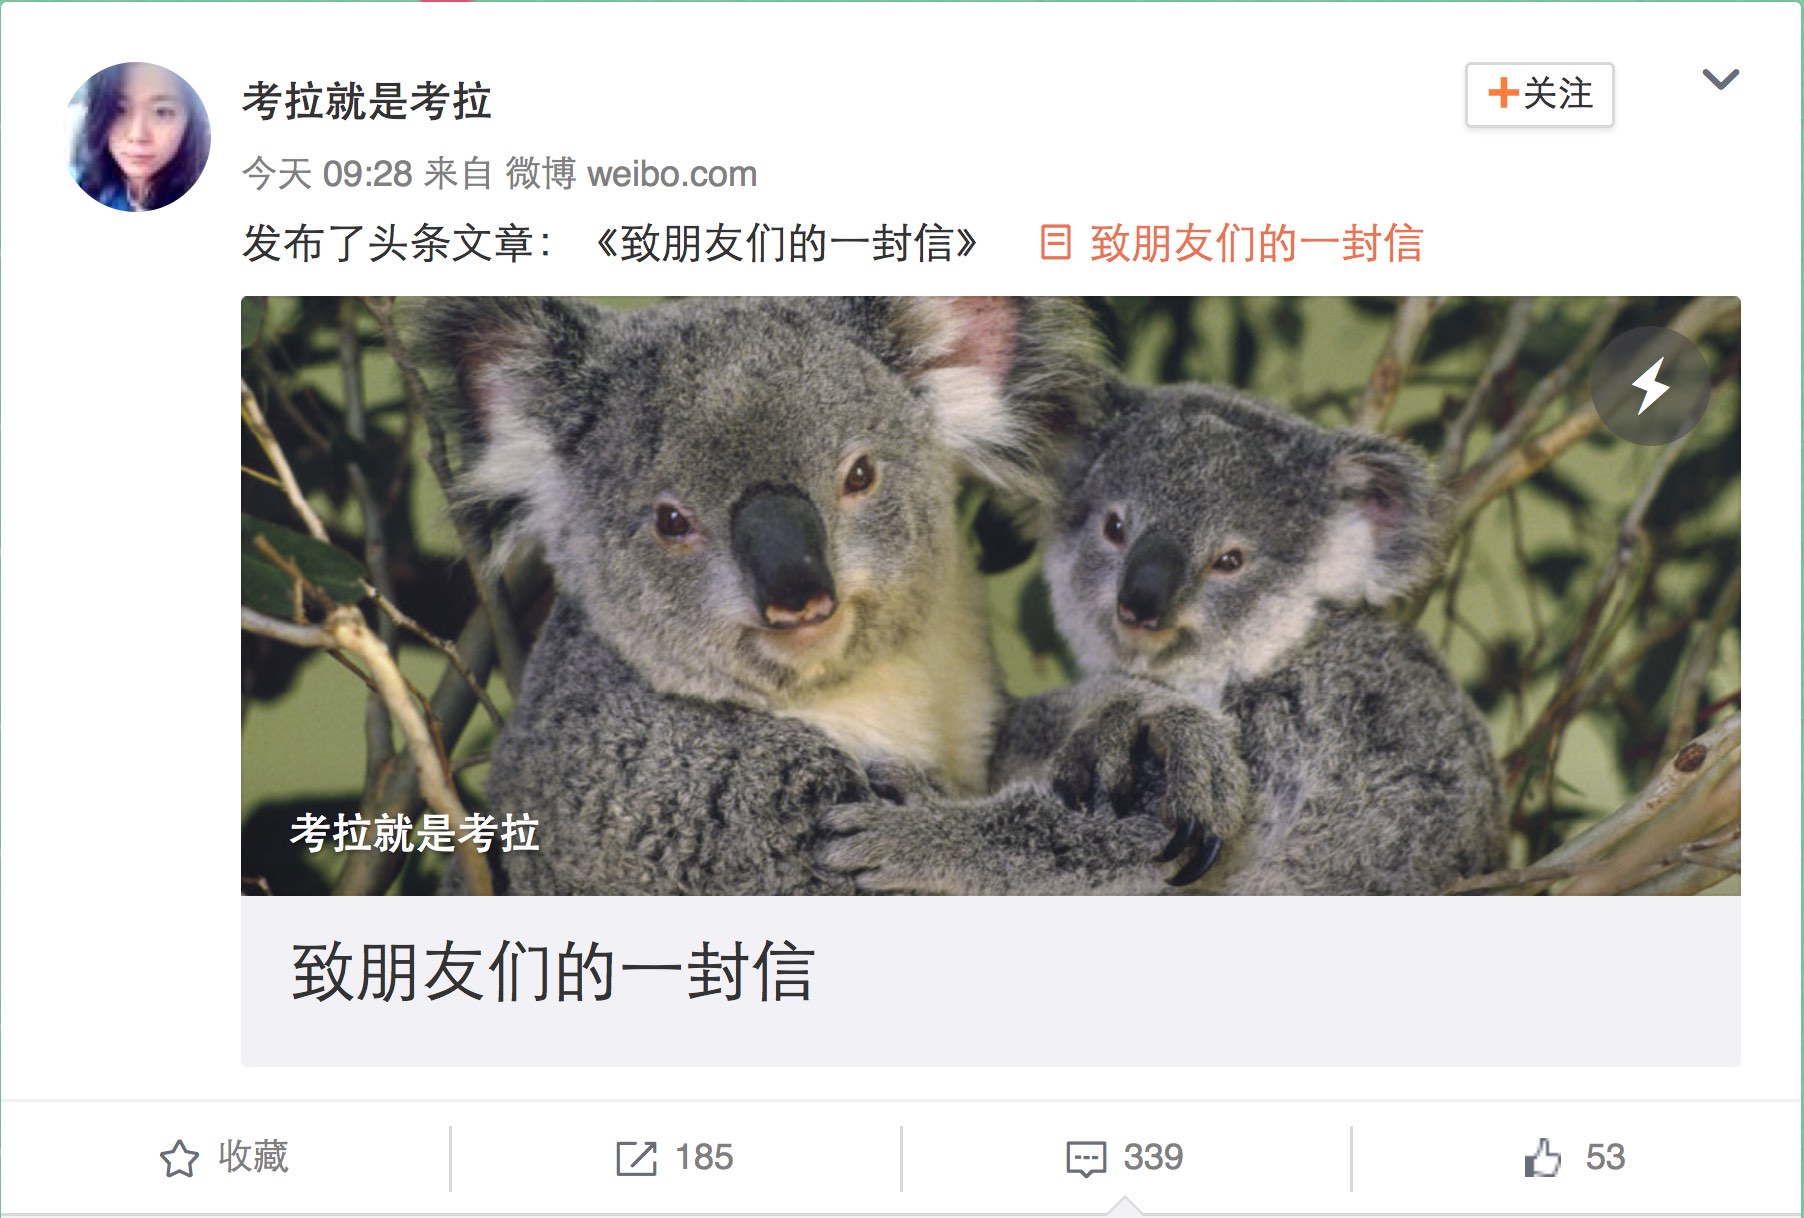 考拉就是考拉
+关注
今天 09:28 来自 微博 weibo.com
发布了头条文章：《致朋友们的一封信》 致朋友们的一封信
考拉就是考拉
致朋友们的一封信
收藏
185
339
53